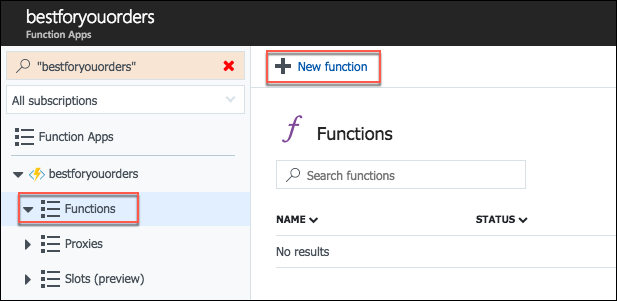 bestforyouorders
Function Apps
"bestforyouorders"
All subscriptions
Function Apps
bestforyouorders
Functions
Proxies
Slots (preview)
New function
Functions
Search functions
NAME STATUS
No results